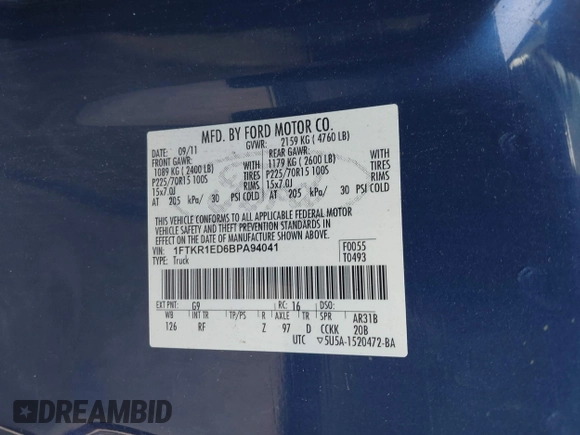 MFD. BY FORD MOTOR CO.
DATE: 09/11 GVWR: 2159 KG ( 4760 LB)
FRONT GAWR: REAR GAWR:
1089 KG ( 2400 LB) WITH 1179 KG ( 2600 LB) WITH
P225/70R15 100S TIRES P225/70R15 100S TIRES
15x7.0J RIMS 15x7.0J RIMS
AT 205 kPa/ 30 PSI COLD AT 205 kPa/ 30 PSI COLD
THIS VEHICLE CONFORMS TO ALL APPLICABLE FEDERAL MOTOR
VEHICLE SAFETY AND THEFT PREVENTION STANDARDS IN
EFFECT ON THE DATE OF MANUFACTURE SHOWN ABOVE.
VIN: 1FTKR1ED6BPA94041 F0055
TYPE: Truck T0493
EXT PNT: G9 RC: 16 DSO:
WB INT TR TP/PS R AXLE TR SPR AR31B
126 RF Z 97 D CCKK 20B
UTC ▽5U5A-1520472-BA
DREAMBID